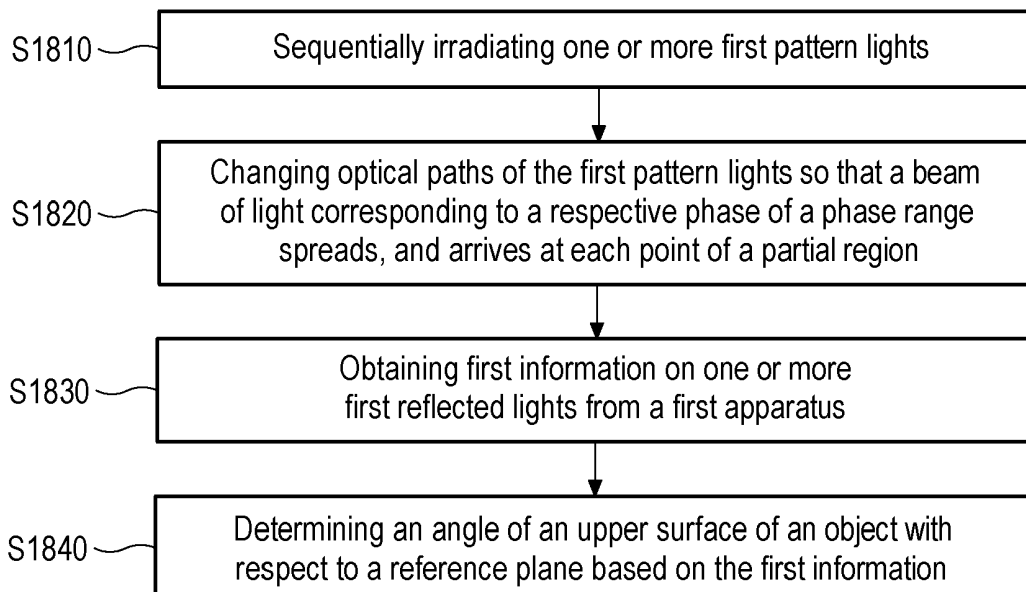 S1810
Sequentially irradiating one or more first pattern lights
S1820
Changing optical paths of the first pattern lights so that a beam
of light corresponding to a respective phase of a phase range
spreads, and arrives at each point of a partial region
S1830
Obtaining first information on one or more
first reflected lights from a first apparatus
S1840
Determining an angle of an upper surface of an object with
respect to a reference plane based on the first information